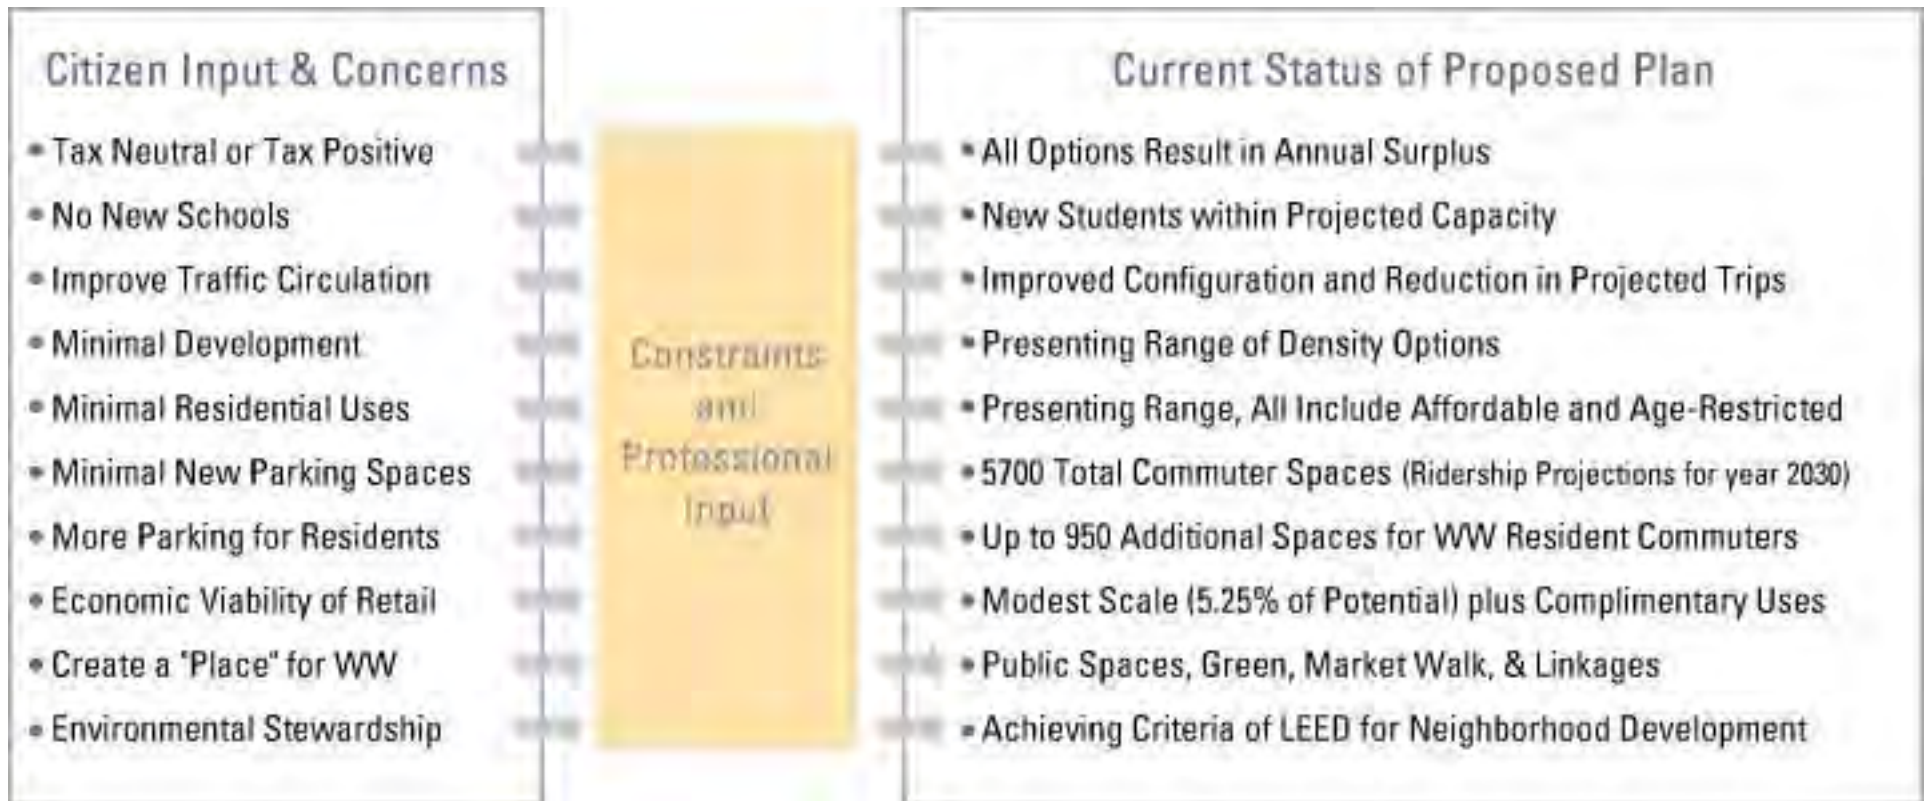 Citizen Input & Concerns
• Tax Neutral or Tax Positive
• No New Schools
• Improve Traffic Circulation
• Minimal Development
• Minimal Residential Uses
• Minimal New Parking Spaces
• More Parking for Residents
• Economic Viability of Retail
• Create a "Place" for WW
• Environmental Stewardship
Constraints
and
Professional
Input
Current Status of Proposed Plan
• All Options Result in Annual Surplus
• New Students within Projected Capacity
• Improved Configuration and Reduction in Projected Trips
• Presenting Range of Density Options
• Presenting Range, All Include Affordable and Age-Restricted
• 5700 Total Commuter Spaces (Ridership Projections for year 2030)
• Up to 950 Additional Spaces for WW Resident Commuters
• Modest Scale (5.25% of Potential) plus Complimentary Uses
• Public Spaces, Green, Market Walk, & Linkages
• Achieving Criteria of LEED for Neighborhood Development